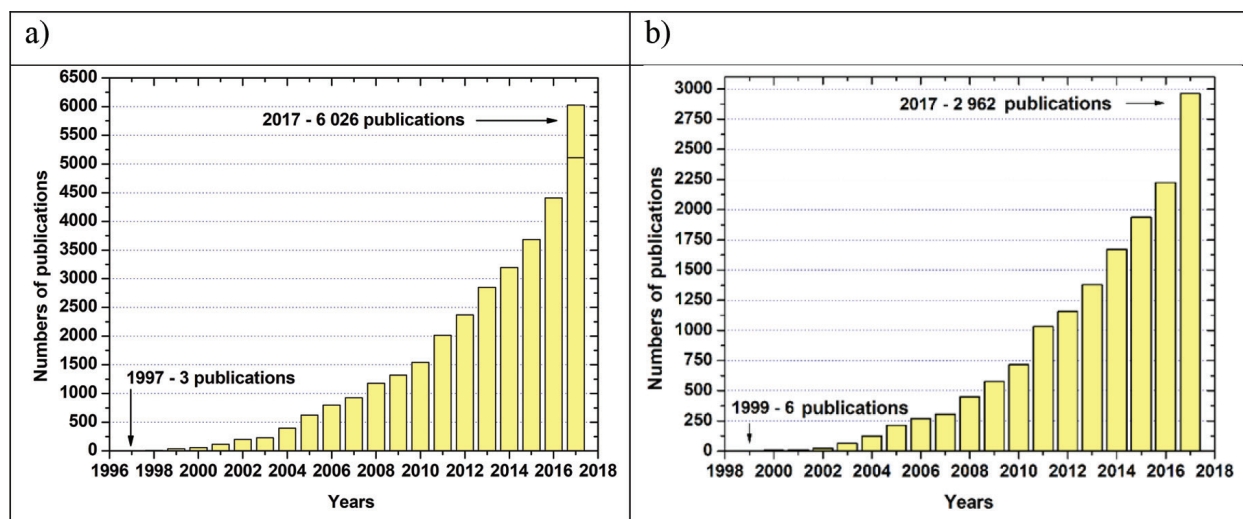 a)
b)
6500
6000
5500
5000
4500
4000
3500
3000
2500
2000
1500
1000
500
0
Numbers of publications
2017 - 6 026 publications
1997 - 3 publications
1996 1998 2000 2002 2004 2006 2008 2010 2012 2014 2016 2018
Years
3000
2750
2500
2250
2000
1750
1500
1250
1000
750
500
250
0
Numbers of publications
2017 - 2 962 publications
1999 - 6 publications
1998 2000 2002 2004 2006 2008 2010 2012 2014 2016 2018
Years